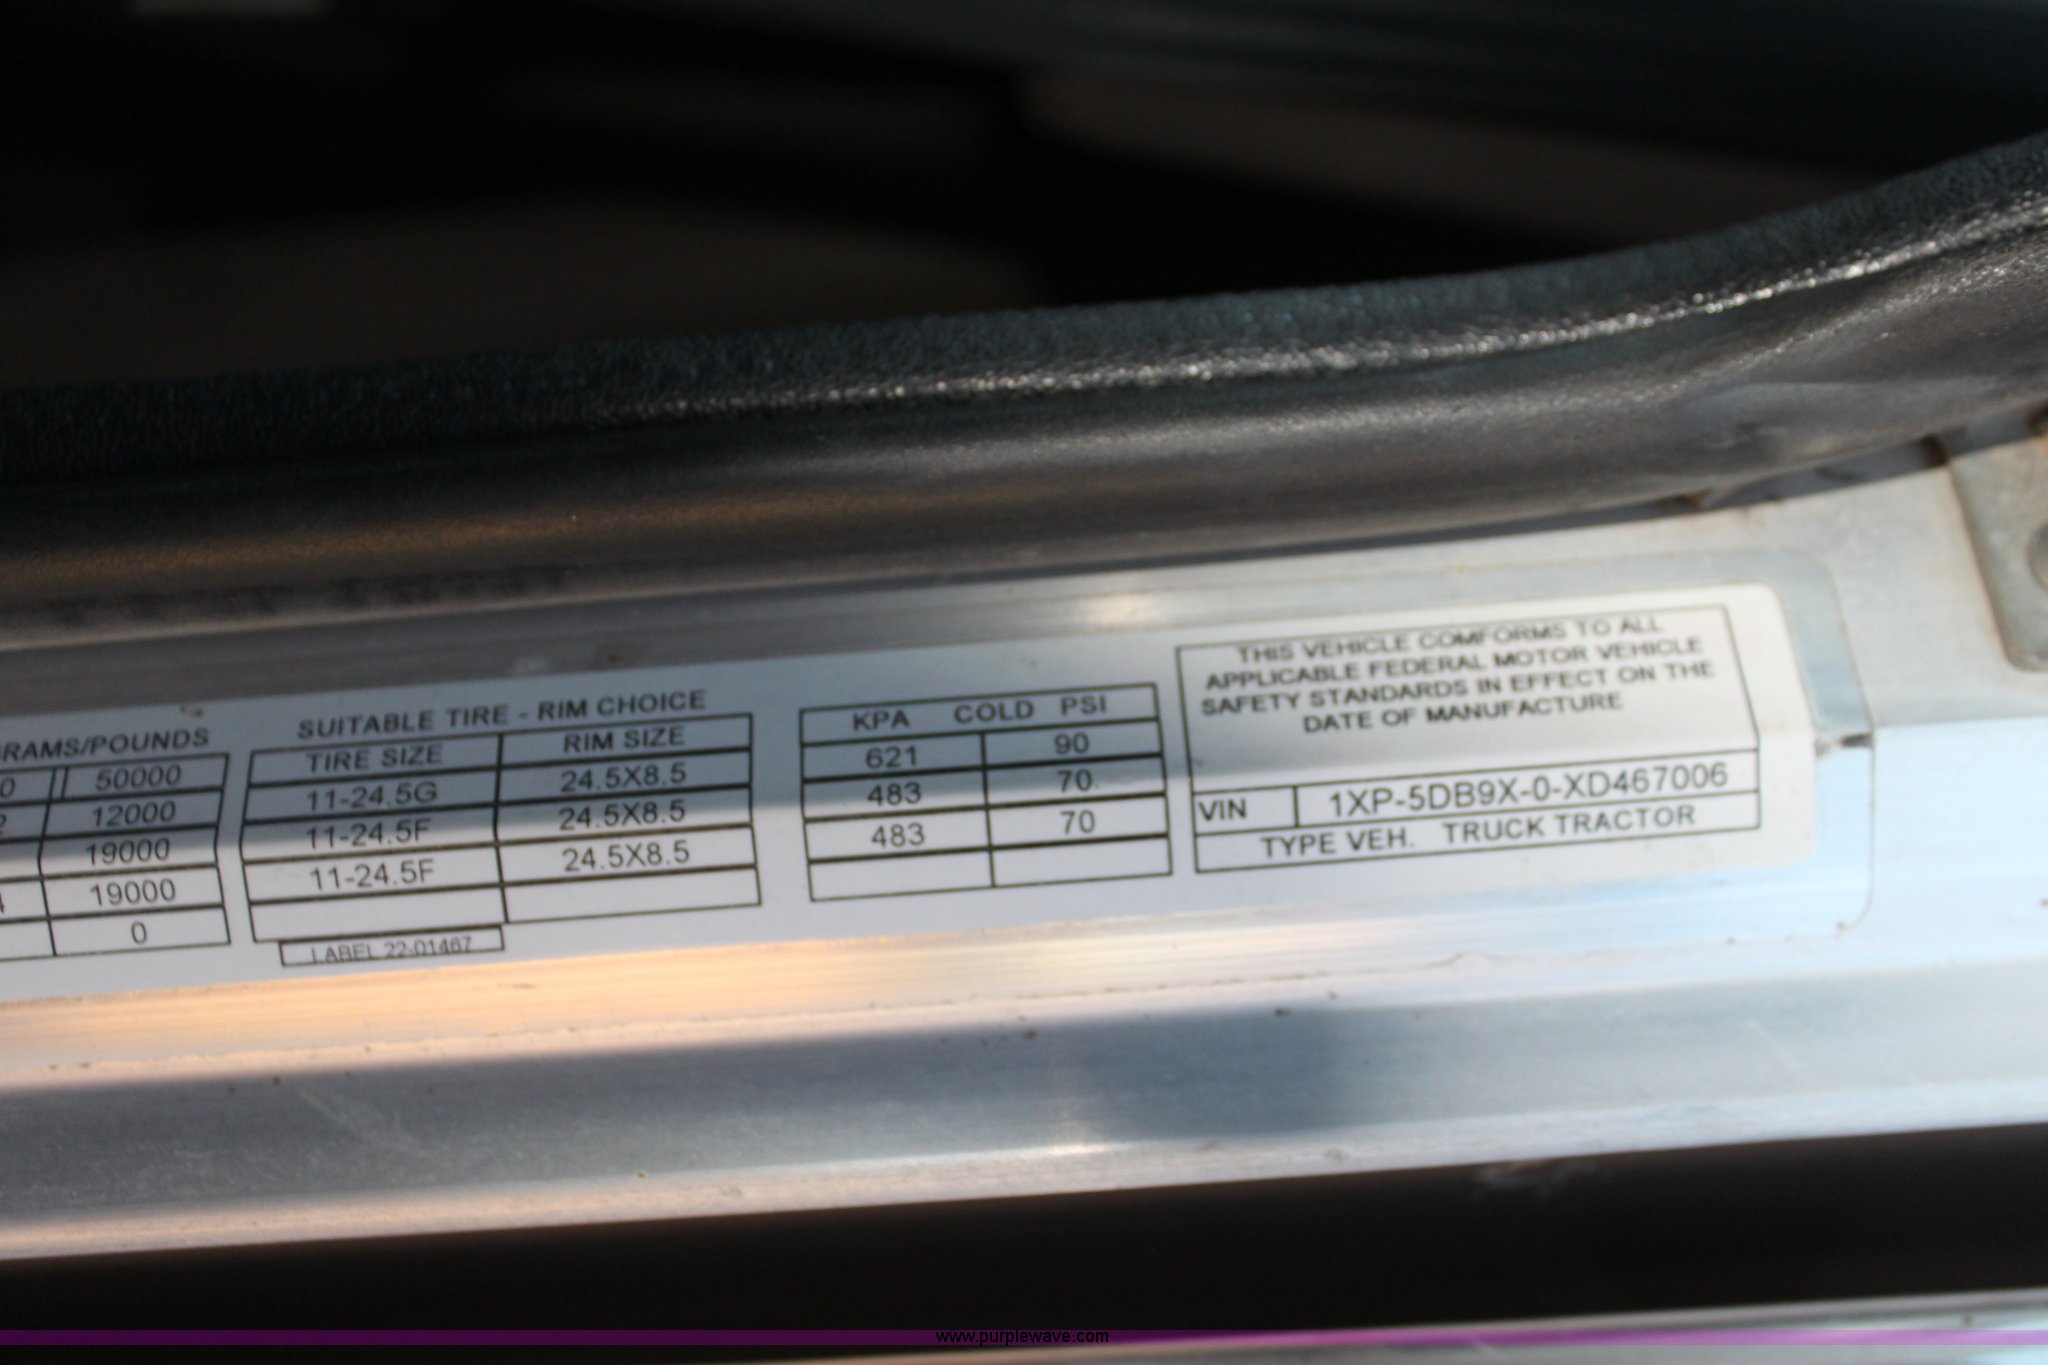 RAMS/POUNDS
0 50000
2 12000
19000
4 19000
0
SUITABLE TIRE - RIM CHOICE
TIRE SIZE RIM SIZE
11-24.5G 24.5X8.5
11-24.5F 24.5X8.5
11-24.5F 24.5X8.5
LABEL 22-01467
KPA COLD PSI
621 90
483 70
483 70
THIS VEHICLE COMFORMS TO ALL
APPLICABLE FEDERAL MOTOR VEHICLE
SAFETY STANDARDS IN EFFECT ON THE
DATE OF MANUFACTURE
VIN 1XP-5DB9X-0-XD467006
TYPE VEH. TRUCK TRACTOR
www.purplewave.com